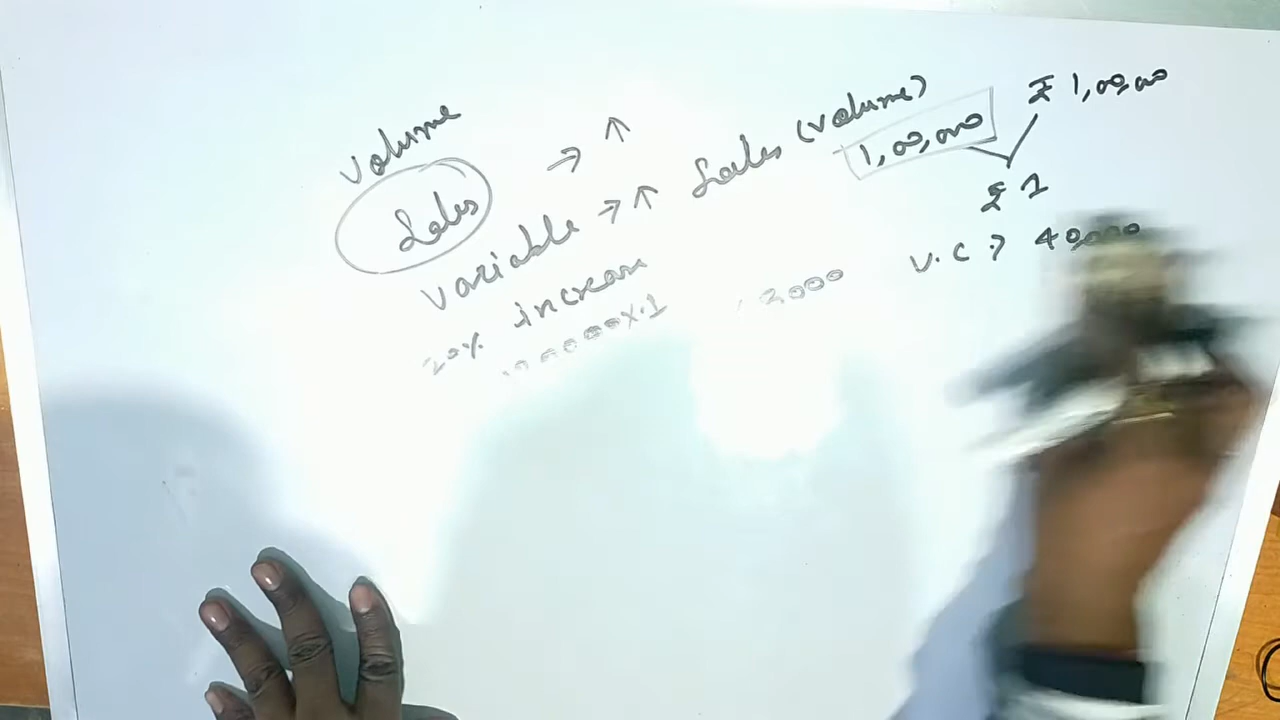 Volume
Sales → ↑
Variable → ↑ Sales (Volume)
1,00,000 ₹ 1,00,000
₹ 1
20% increase
V.C → 40,000
2000